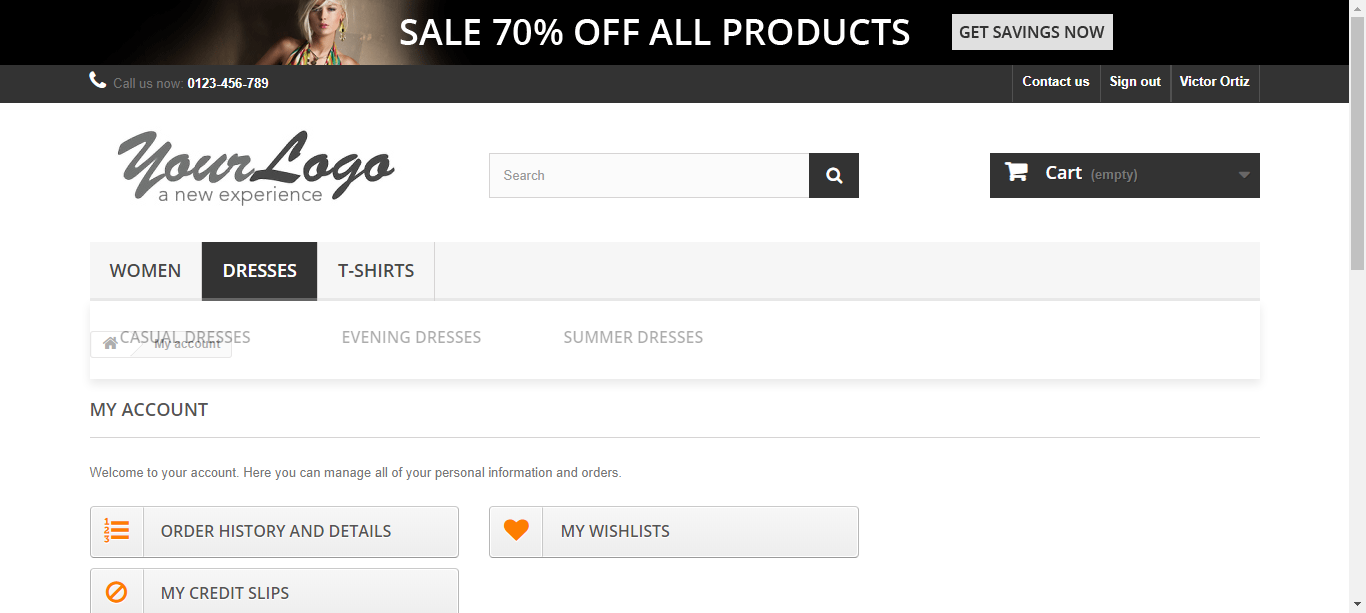 SALE 70% OFF ALL PRODUCTS GET SAVINGS NOW
Call us now: 0123-456-789 Contact us Sign out Victor Ortiz
YourLogo
a new experience
Search
Cart (empty)
WOMEN DRESSES T-SHIRTS
CASUAL DRESSES EVENING DRESSES SUMMER DRESSES
My account
MY ACCOUNT
Welcome to your account. Here you can manage all of your personal information and orders.
1
2
3
ORDER HISTORY AND DETAILS MY WISHLISTS
MY CREDIT SLIPS